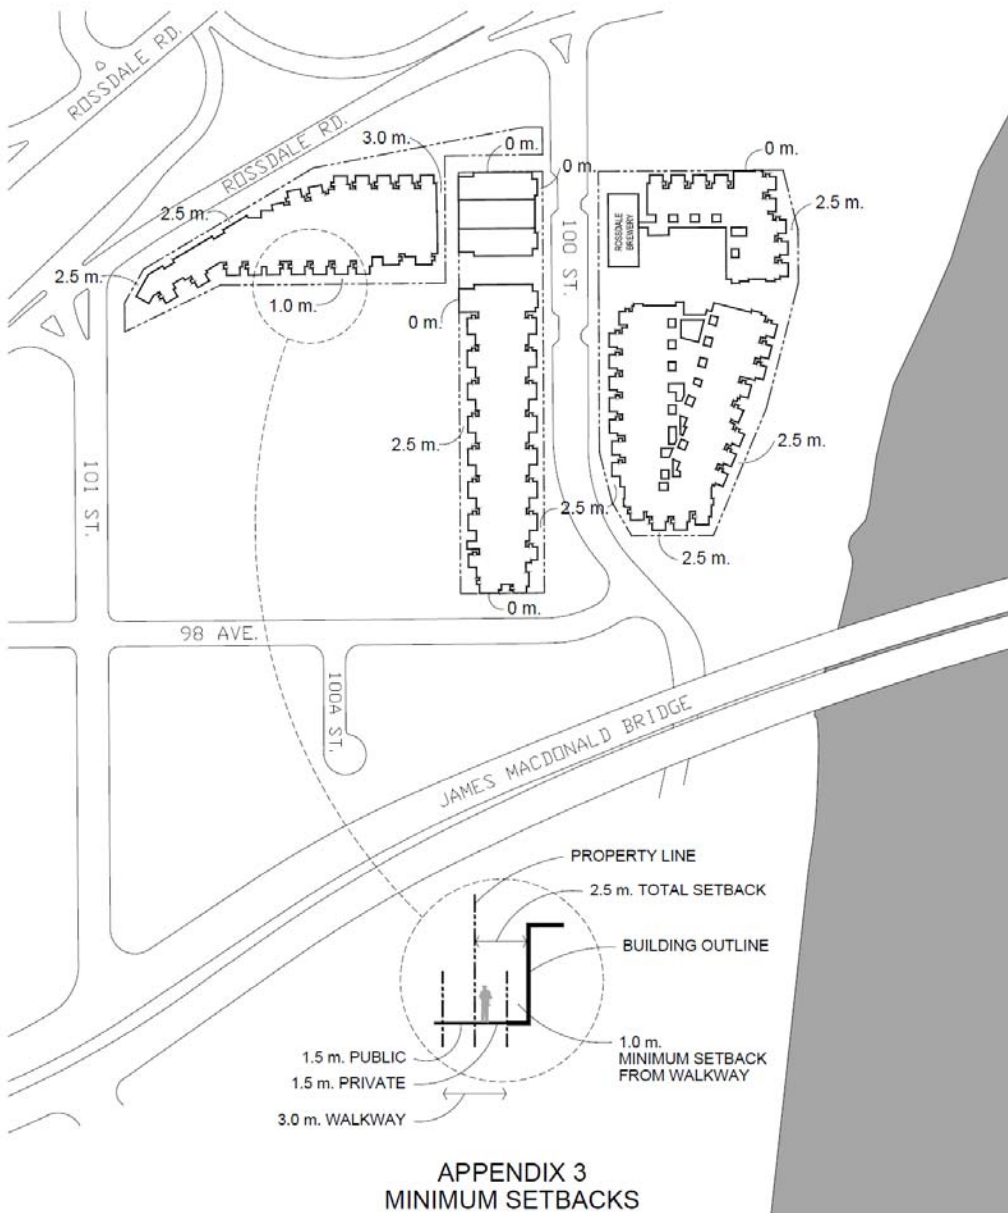 ROSSDALE RD.
ROSSDALE RD.
3.0 m.
0 m.
0 m.
0 m.
2.5 m.
2.5 m.
ROSSDALE
BREWERY
100 ST.
2.5 m.
1.0 m.
0 m.
2.5 m.
2.5 m.
101 ST.
2.5 m.
2.5 m.
0 m.
98 AVE.
100A ST.
JAMES MACDONALD BRIDGE
PROPERTY LINE
2.5 m. TOTAL SETBACK
BUILDING OUTLINE
1.5 m. PUBLIC
1.5 m. PRIVATE
3.0 m. WALKWAY
1.0 m.
MINIMUM SETBACK
FROM WALKWAY
APPENDIX 3
MINIMUM SETBACKS